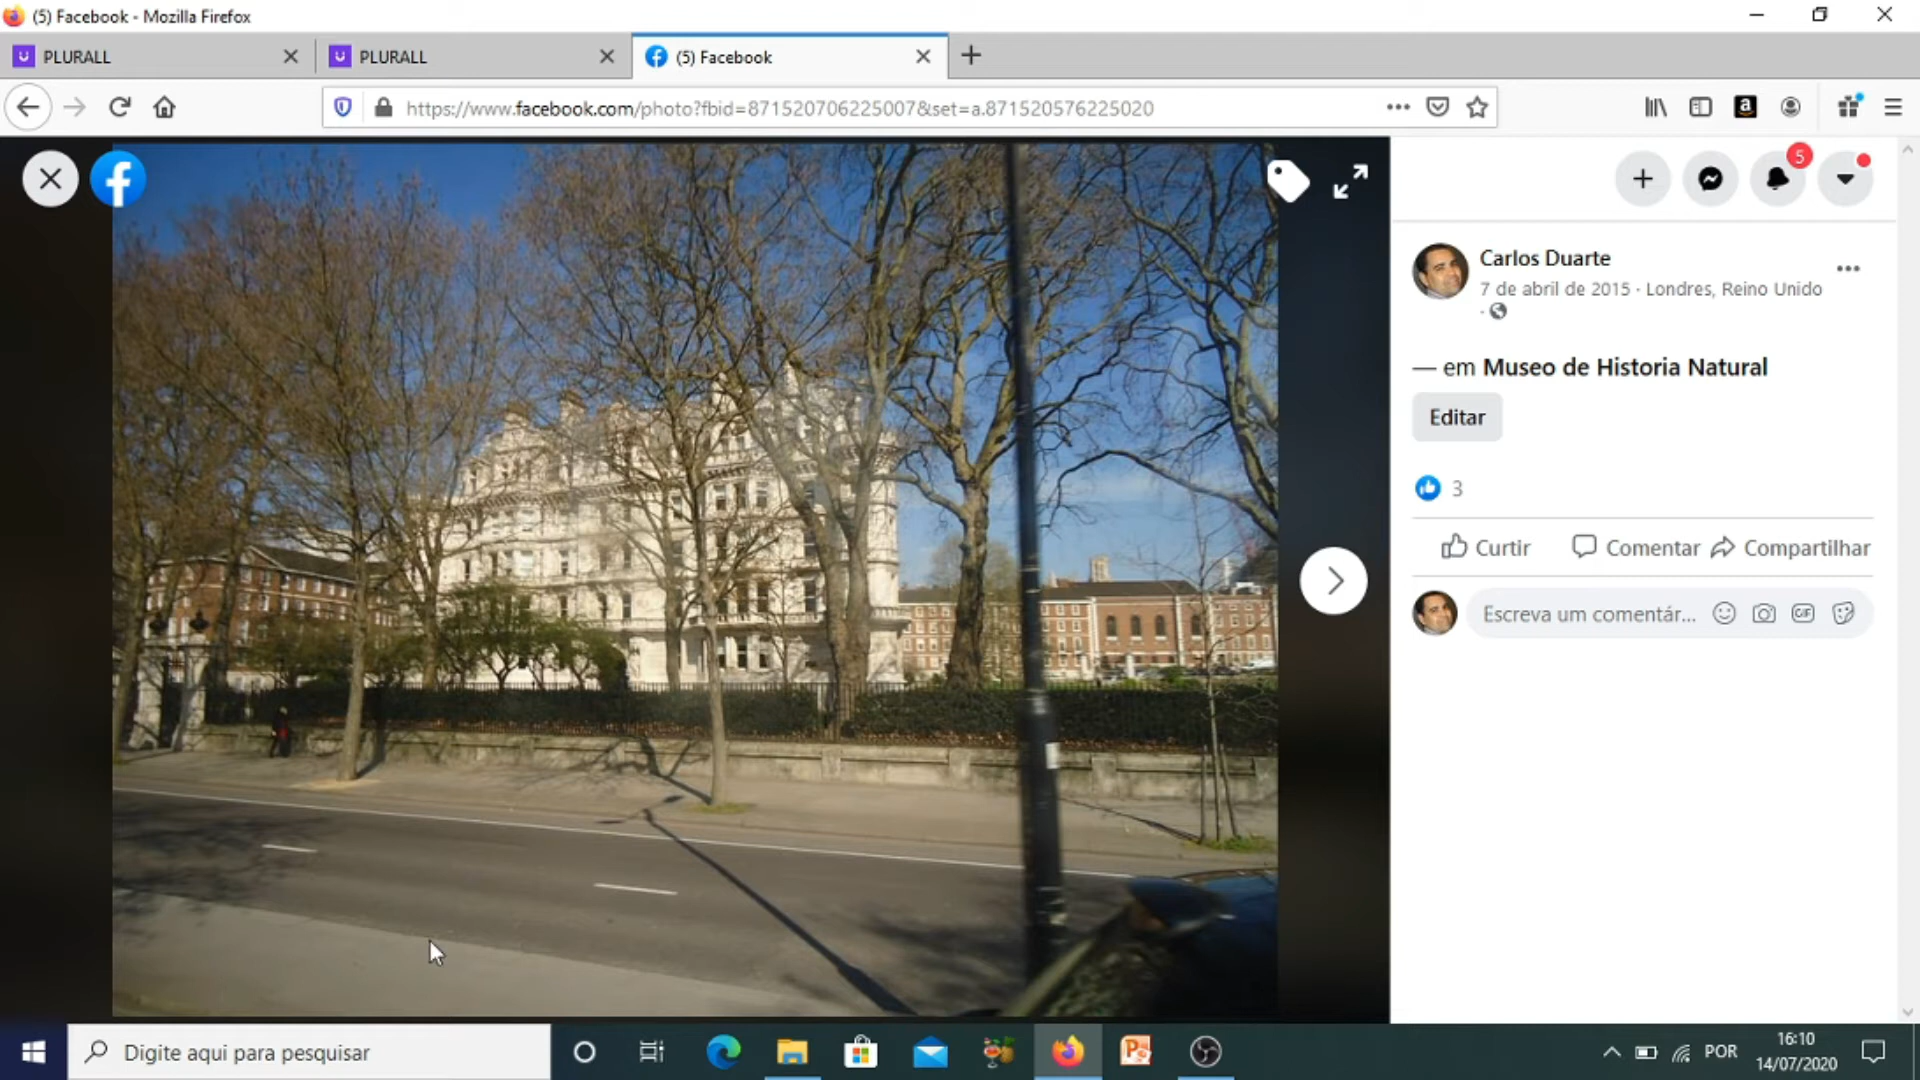 (5) Facebook - Mozilla Firefox
PLURALL
PLURALL
(5) Facebook
https://www.facebook.com/photo?fbid=871520706225007&set=a.871520576225020
5
Carlos Duarte
7 de abril de 2015 · Londres, Reino Unido
— em Museo de Historia Natural
Editar
3
Curtir Comentar Compartilhar
Escreva um comentár... GIF
Digite aqui para pesquisar
POR
16:10
14/07/2020